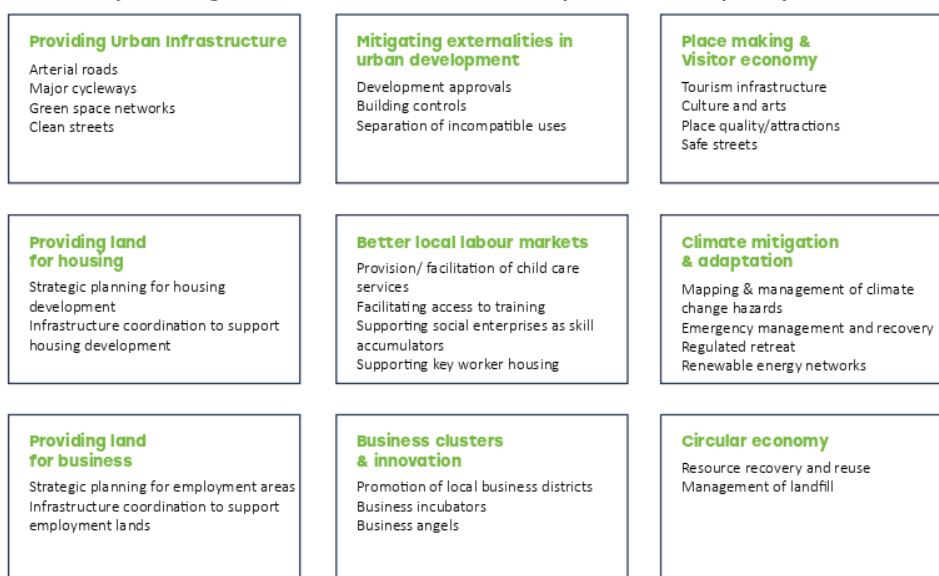 Providing Urban Infrastructure
Arterial roads
Major cycleways
Green space networks
Clean streets
Mitigating externalities in
urban development
Development approvals
Building controls
Separation of incompatible uses
Place making &
Visitor economy
Tourism infrastructure
Culture and arts
Place quality/attractions
Safe streets
Providing land
for housing
Strategic planning for housing
development
Infrastructure coordination to support
housing development
Better local labour markets
Provision/ facilitation of child care
services
Facilitating access to training
Supporting social enterprises as skill
accumulators
Supporting key worker housing
Climate mitigation
& adaptation
Mapping & management of climate
change hazards
Emergency management and recovery
Regulated retreat
Renewable energy networks
Providing land
for business
Strategic planning for employment areas
Infrastructure coordination to support
employment lands
Business clusters
& innovation
Promotion of local business districts
Business incubators
Business angels
Circular economy
Resource recovery and reuse
Management of landfill